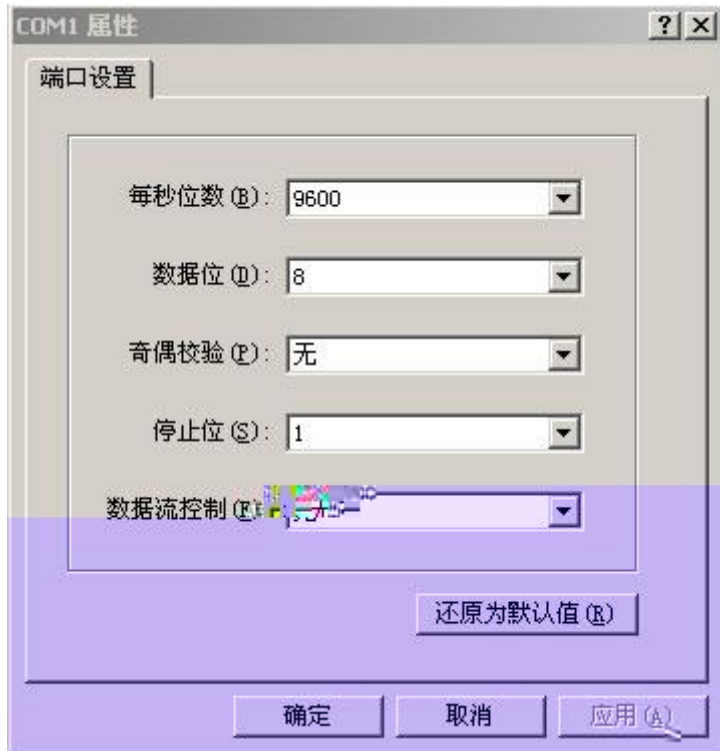 COM1 属性
端口设置
每秒位数(B): 9600
数据位(D): 8
奇偶校验(P): 无
停止位(S): 1
数据流控制(F):
还原为默认值(R)
确定 取消 应用(A)